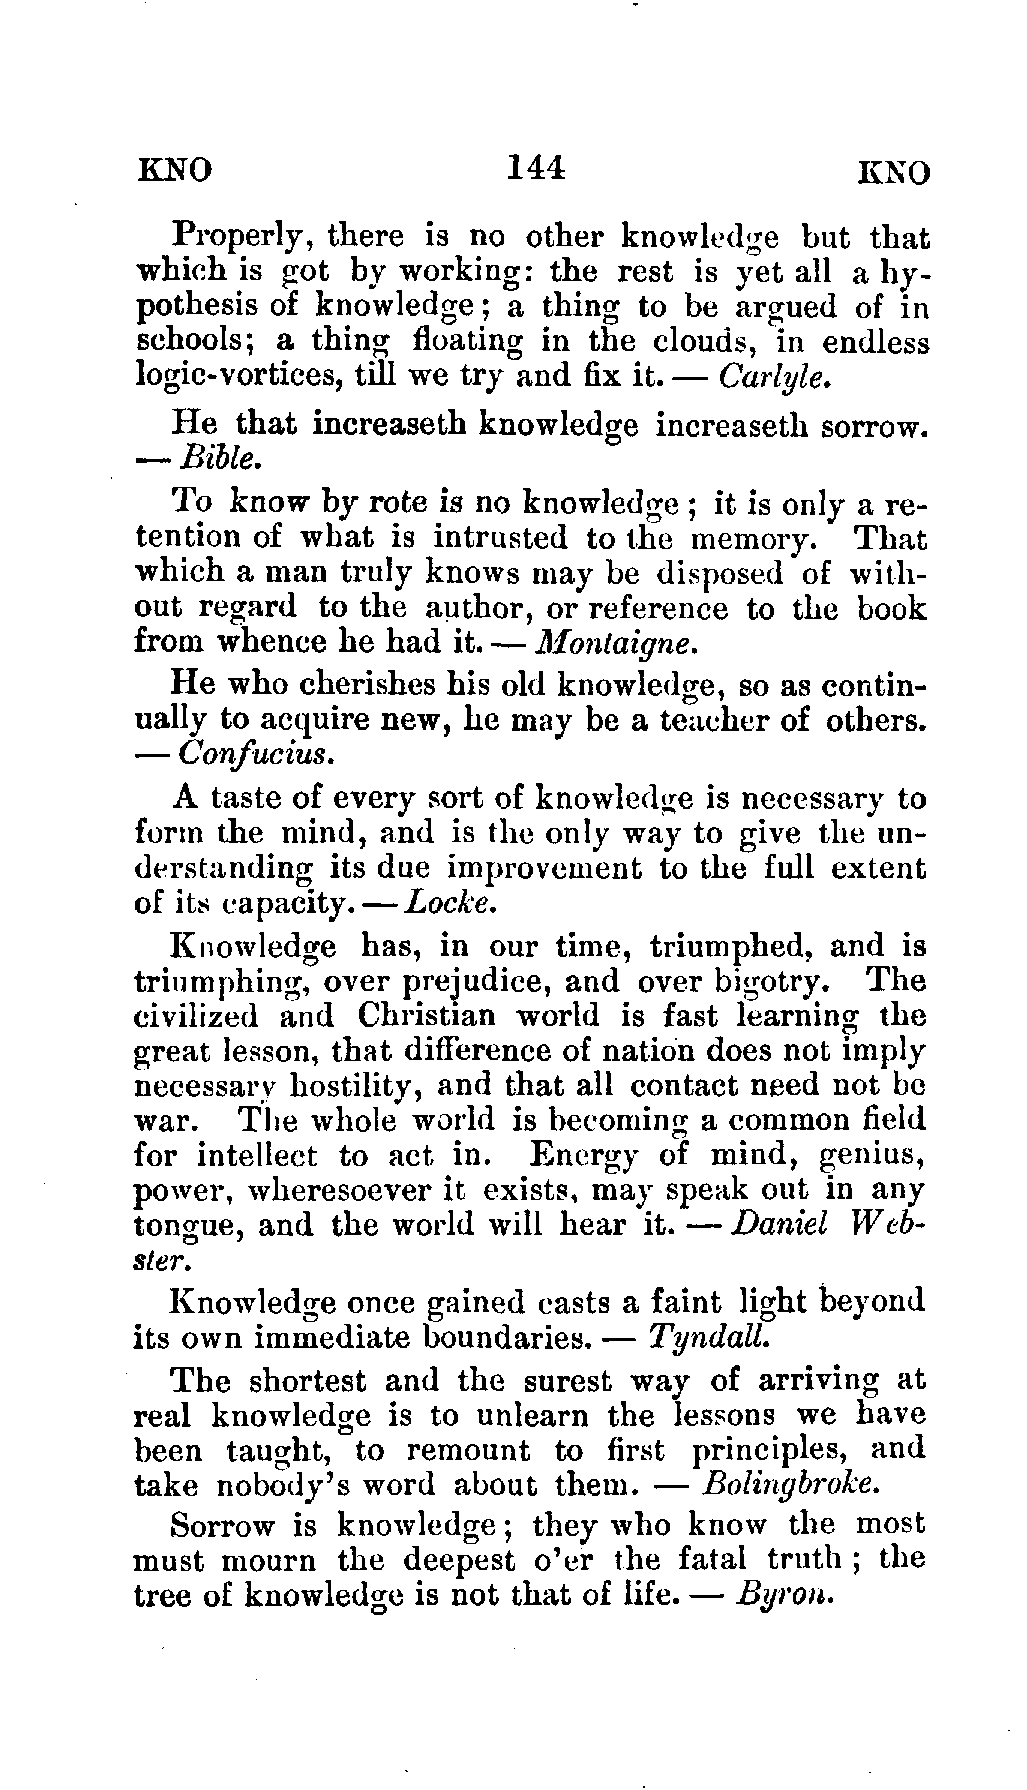 KNO 144 KNO
Properly, there is no other knowledge but that
which is got by working: the rest is yet all a hy-
pothesis of knowledge; a thing to be argued of in
schools; a thing floating in the clouds, in endless
logic-vortices, till we try and fix it. — Carlyle.
He that increaseth knowledge increaseth sorrow.
— Bible.
To know by rote is no knowledge; it is only a re-
tention of what is intrusted to the memory. That
which a man truly knows may be disposed of with-
out regard to the author, or reference to the book
from whence he had it. — Montaigne.
He who cherishes his old knowledge, so as contin-
ually to acquire new, he may be a teacher of others.
— Confucius.
A taste of every sort of knowledge is necessary to
form the mind, and is the only way to give the un-
derstanding its due improvement to the full extent
of its capacity. — Locke.
Knowledge has, in our time, triumphed, and is
triumphing, over prejudice, and over bigotry. The
civilized and Christian world is fast learning the
great lesson, that difference of nation does not imply
necessary hostility, and that all contact need not be
war. The whole world is becoming a common field
for intellect to act in. Energy of mind, genius,
power, wheresoever it exists, may speak out in any
tongue, and the world will hear it. — Daniel Web-
ster.
Knowledge once gained casts a faint light beyond
its own immediate boundaries. — Tyndall.
The shortest and the surest way of arriving at
real knowledge is to unlearn the lessons we have
been taught, to remount to first principles, and
take nobody's word about them. — Bolingbroke.
Sorrow is knowledge; they who know the most
must mourn the deepest o'er the fatal truth; the
tree of knowledge is not that of life. — Byron.